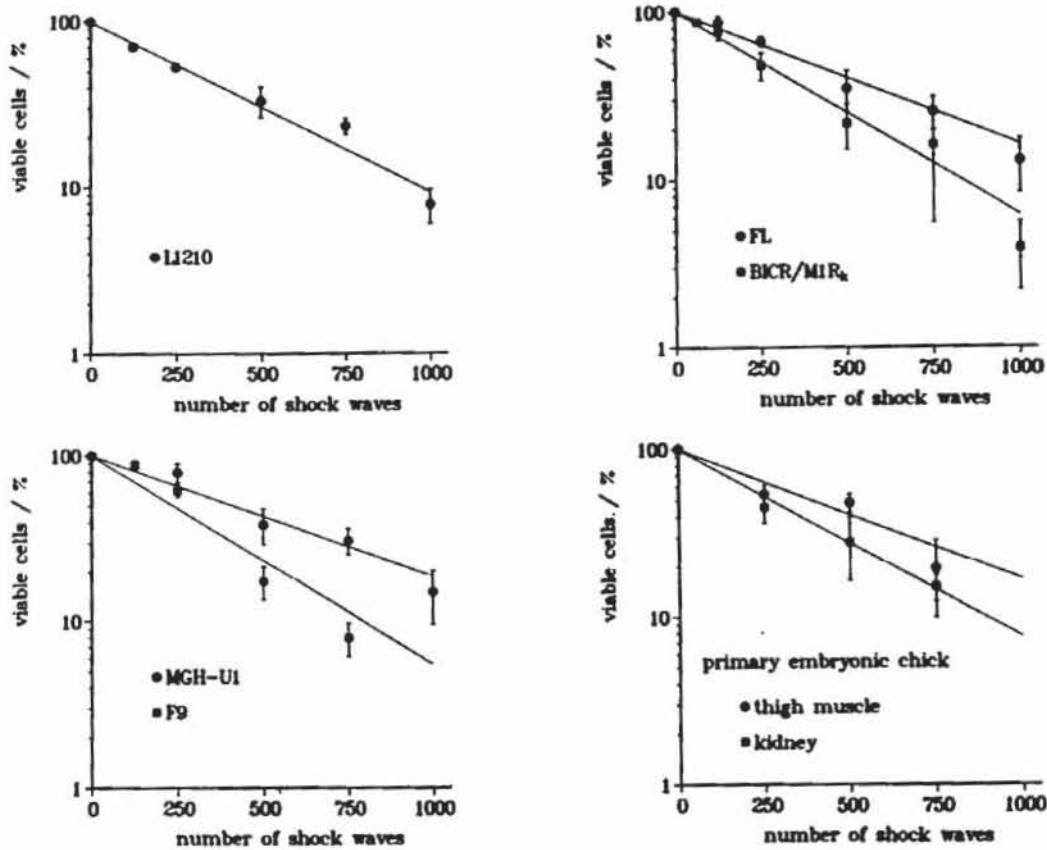 100
10
1
viable cells / %
L1210
0 250 500 750 1000
number of shock waves
100
10
1
viable cells / %
FL
BICR/M1Rk
0 250 500 750 1000
number of shock waves
100
10
1
viable cells / %
MGH-U1
F9
0 250 500 750 1000
number of shock waves
100
10
1
viable cells. / %
primary embryonic chick
thigh muscle
kidney
0 250 500 750 1000
number of shock waves